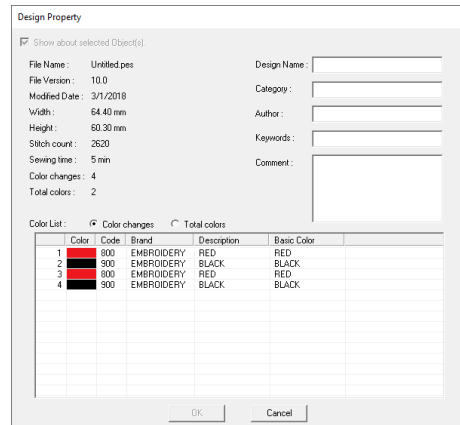 Design Property
Show about selected Object(s).
File Name : Untitled.pes
File Version : 10.0
Modified Date : 3/1/2018
Width : 64.40 mm
Height : 60.30 mm
Stitch count : 2620
Sewing time : 5 min
Color changes : 4
Total colors : 2
Design Name :
Category :
Author :
Keywords :
Comment :
Color List : Color changes Total colors
Color Code Brand Description Basic Color
1 800 EMBROIDERY RED RED
2 900 EMBROIDERY BLACK BLACK
3 800 EMBROIDERY RED RED
4 900 EMBROIDERY BLACK BLACK
OK Cancel